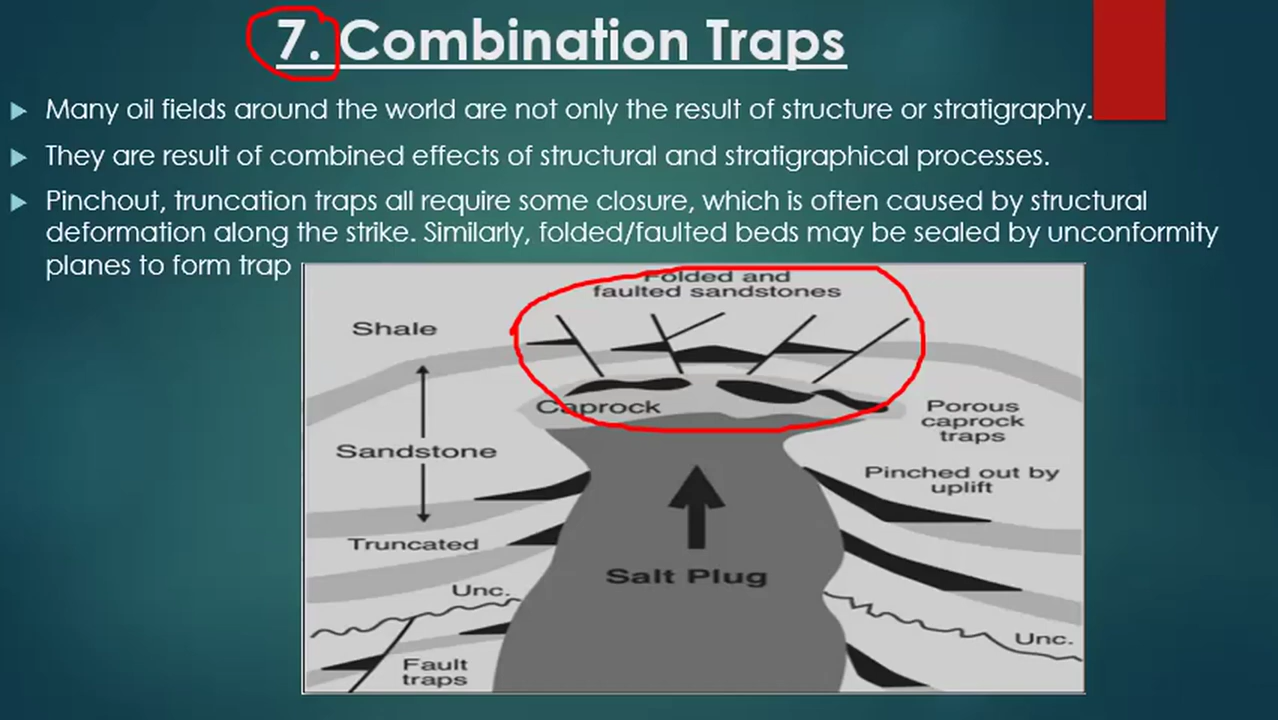 7. Combination Traps
Many oil fields around the world are not only the result of structure or stratigraphy.
They are result of combined effects of structural and stratigraphical processes.
Pinchout, truncation traps all require some closure, which is often caused by structural
deformation along the strike. Similarly, folded/faulted beds may be sealed by unconformity
planes to form trap
Folded and
faulted sandstones
Shale
Caprock
Porous
caprock
traps
Sandstone
Pinched out by
uplift
Truncated
Salt Plug
Unc.
Unc.
Fault
traps